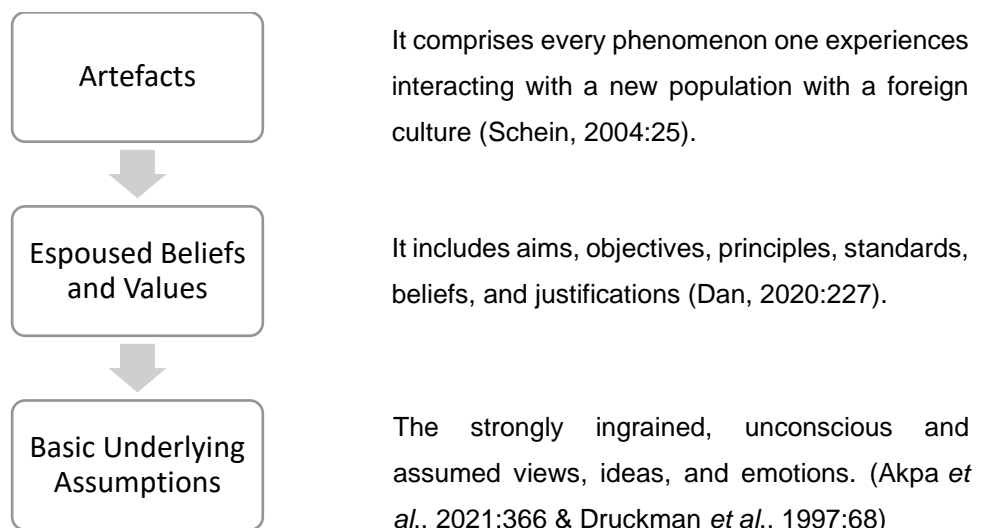 Artefacts
It comprises every phenomenon one experiences
interacting with a new population with a foreign
culture (Schein, 2004:25).
Espoused Beliefs
and Values
It includes aims, objectives, principles, standards,
beliefs, and justifications (Dan, 2020:227).
Basic Underlying
Assumptions
The strongly ingrained, unconscious and
assumed views, ideas, and emotions. (Akpa et
al., 2021:366 & Druckman et al., 1997:68)